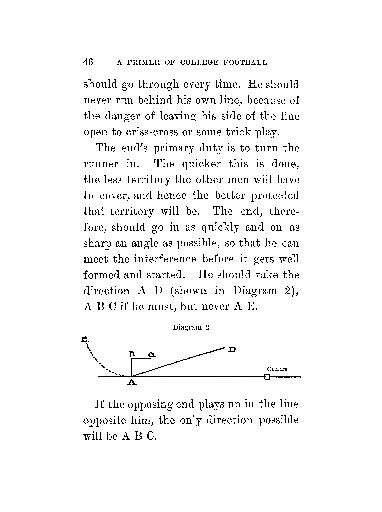 46 A PRIMER OF COLLEGE FOOTBALL
should go through every time. He should
never run behind his own line, because of
the danger of leaving his side of the line
open to criss-cross or some trick play.
The end's primary duty is to turn the
runner in. The quicker this is done,
the less territory the other men will have
to cover, and hence the better protected
that territory will be. The end, there-
fore, should go in as quickly and on as
sharp an angle as possible, so that he can
meet the interference before it gets well
formed and started. He should take the
direction A D (shown in Diagram 2),
A B C if he must, but never A E.
Diagram 2
E
B C D
Centre
A
If the opposing end plays up in the line
opposite him, the only direction possible
will be A B C.